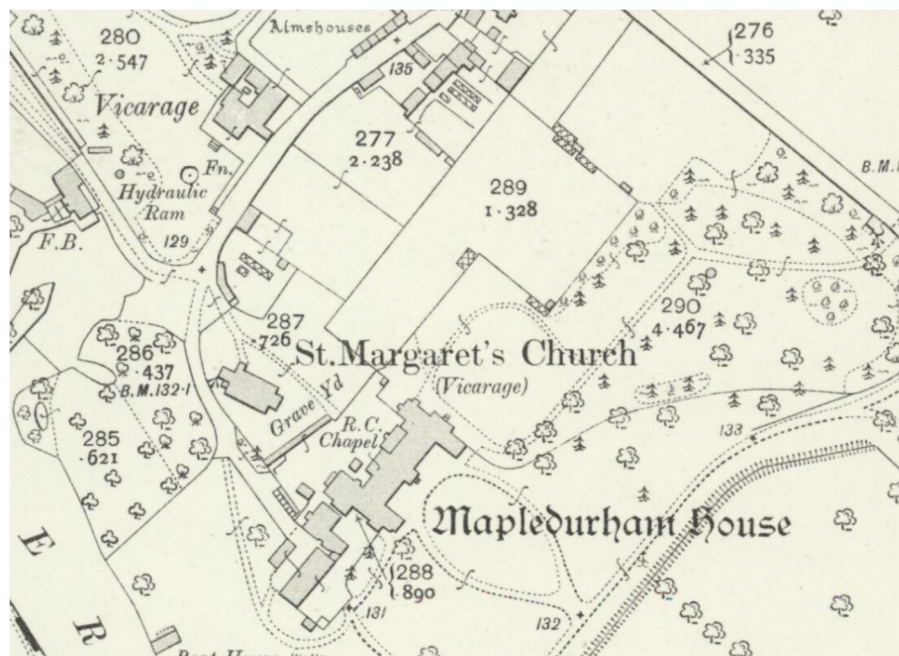 Almshouses
276
·335
280
2·547
135
Vicarage
277
2·238
Fn.
Hydraulic
Ram
289
1·328
B.M.
F.B.
129
290
4·467
287
·726
St. Margaret's Church
(Vicarage)
286
·437
B.M.132·1
Grave Yd
R.C.
Chapel
285
·621
133
Mapledurham House
E
R
288
·890
131
132